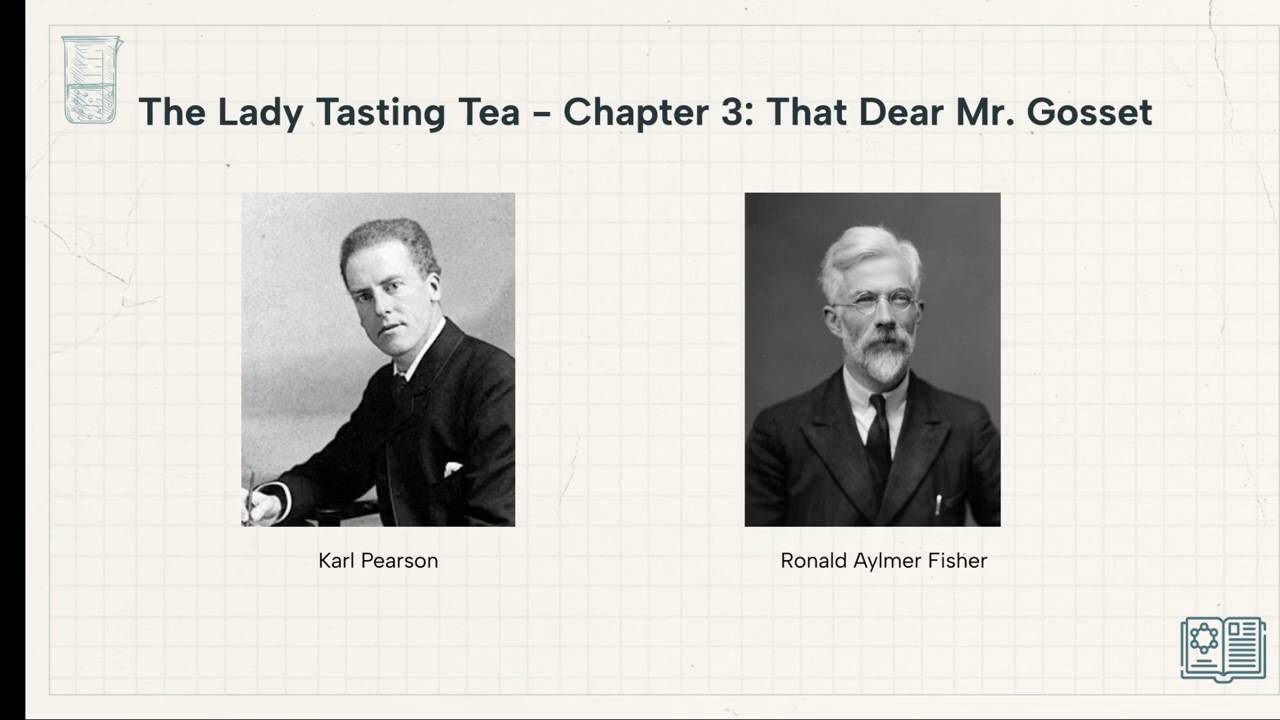 The Lady Tasting Tea – Chapter 3: That Dear Mr. Gosset
Karl Pearson
Ronald Aylmer Fisher